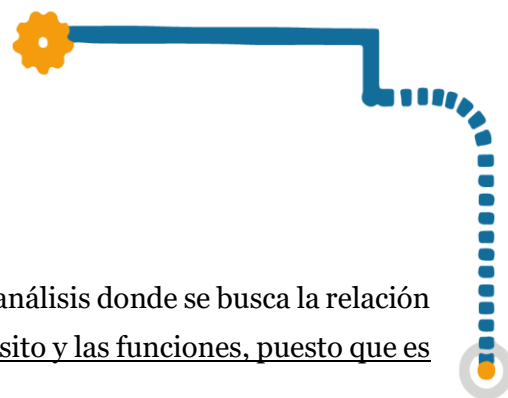 análisis donde se busca la relación
sito y las funciones, puesto que es